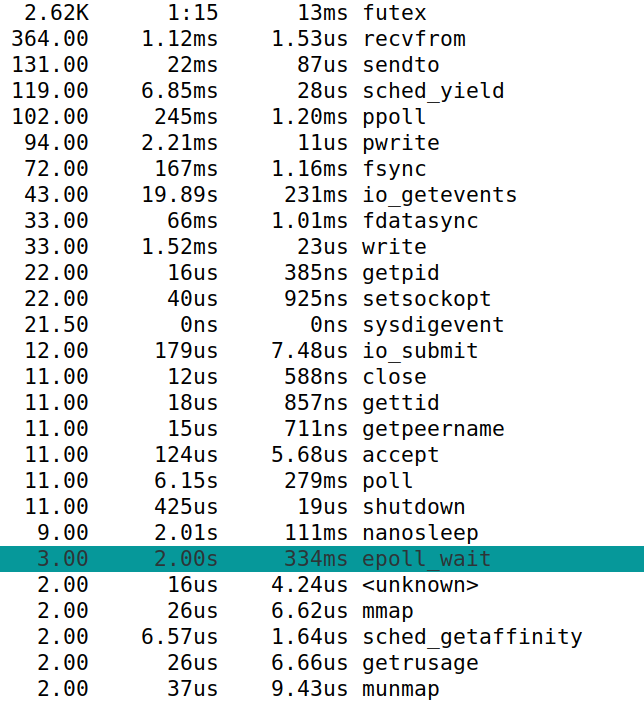 2.62K 1:15 13ms futex
364.00 1.12ms 1.53us recvfrom
131.00 22ms 87us sendto
119.00 6.85ms 28us sched_yield
102.00 245ms 1.20ms ppoll
94.00 2.21ms 11us pwrite
72.00 167ms 1.16ms fsync
43.00 19.89s 231ms io_getevents
33.00 66ms 1.01ms fdatasync
33.00 1.52ms 23us write
22.00 16us 385ns getpid
22.00 40us 925ns setsockopt
21.50 0ns 0ns sysdigevent
12.00 179us 7.48us io_submit
11.00 12us 588ns close
11.00 18us 857ns gettid
11.00 15us 711ns getpeername
11.00 124us 5.68us accept
11.00 6.15s 279ms poll
11.00 425us 19us shutdown
9.00 2.01s 111ms nanosleep
3.00 2.00s 334ms epoll_wait
2.00 16us 4.24us <unknown>
2.00 26us 6.62us mmap
2.00 6.57us 1.64us sched_getaffinity
2.00 26us 6.66us getrusage
2.00 37us 9.43us munmap